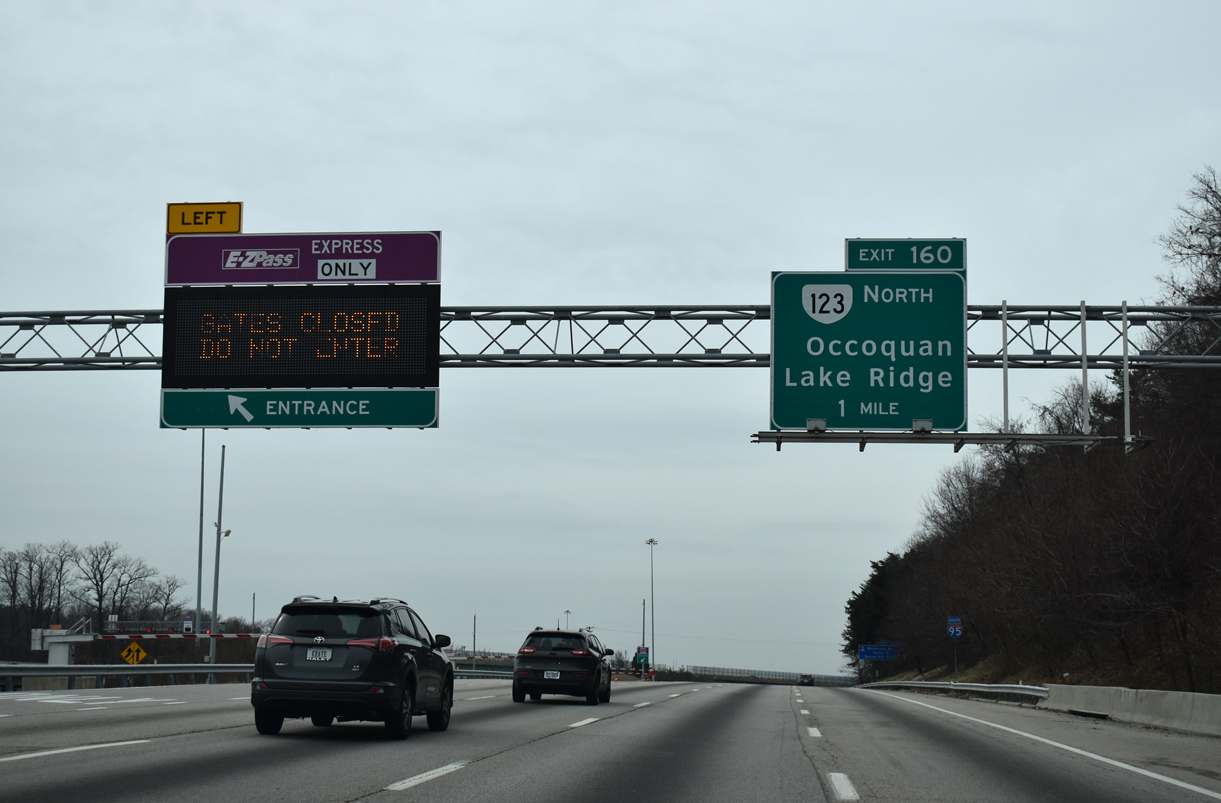 LEFT
E-ZPass EXPRESS
ONLY
GATES CLOSED
DO NOT ENTER
ENTRANCE
EXIT 160
123 NORTH
Occoquan
Lake Ridge
1 MILE
95